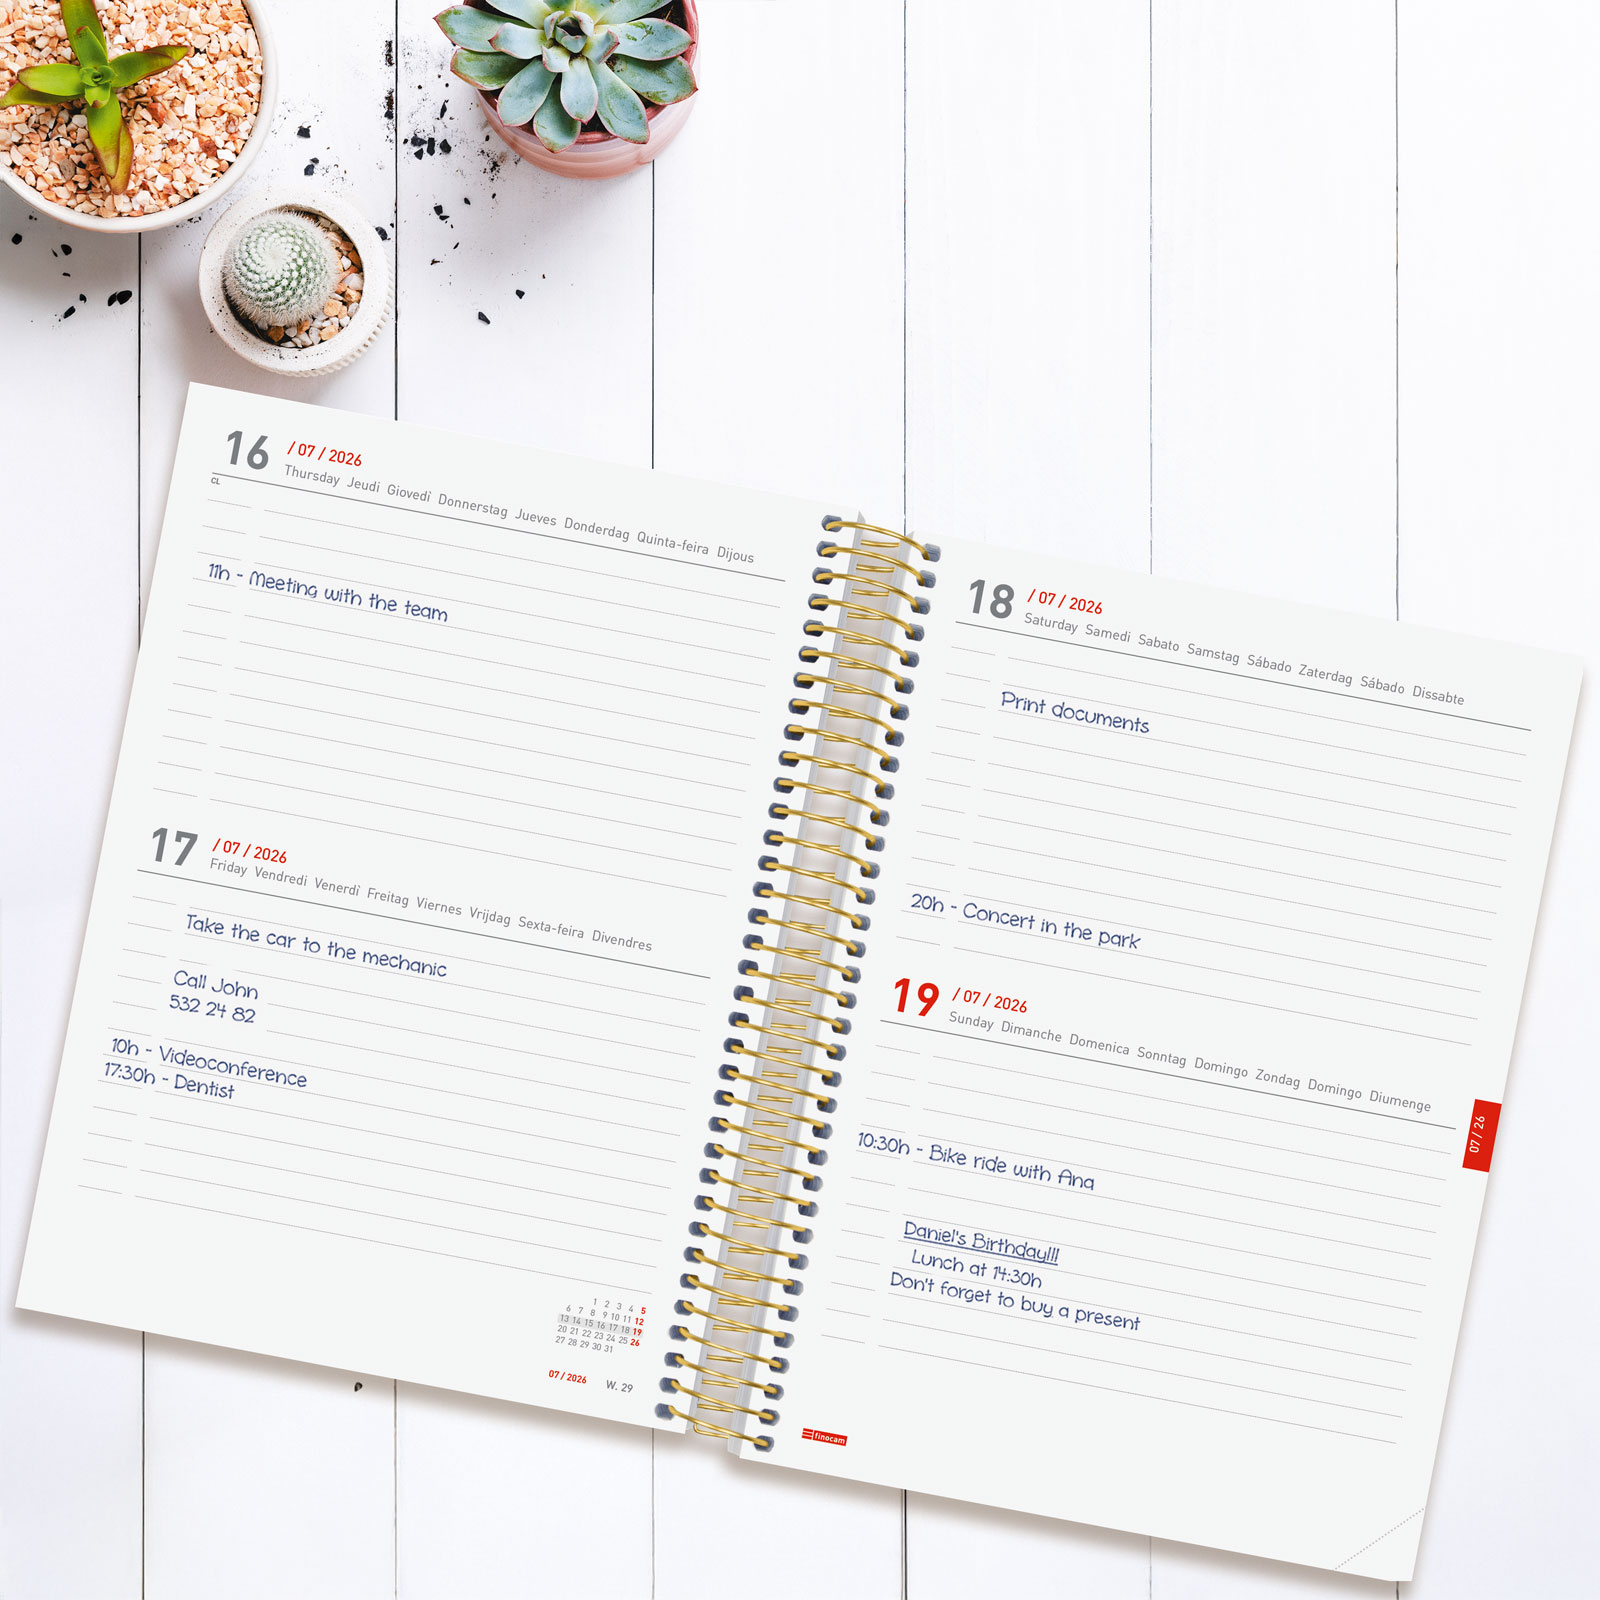 16 / 07 / 2026
Thursday Jeudi Giovedì Donnerstag Jueves Donderdag Quinta-feira Dijous
CL
11h - Meeting with the team
17 / 07 / 2026
Friday Vendredi Venerdì Freitag Viernes Vrijdag Sexta-feira Divendres
Take the car to the mechanic
Call John
532 24 82
10h - Videoconference
17:30h - Dentist
1 2 3 4 5
6 7 8 9 10 11 12
13 14 15 16 17 18 19
20 21 22 23 24 25 26
27 28 29 30 31
07 / 2026 W. 29
18 / 07 / 2026
Saturday Samedi Sabato Samstag Sábado Zaterdag Sábado Dissabte
Print documents
20h - Concert in the park
19 / 07 / 2026
Sunday Dimanche Domenica Sonntag Domingo Zondag Domingo Diumenge
07 / 26
10:30h - Bike ride with Ana
Daniel's Birthday!!!
Lunch at 14:30h
Don't forget to buy a present
finocam